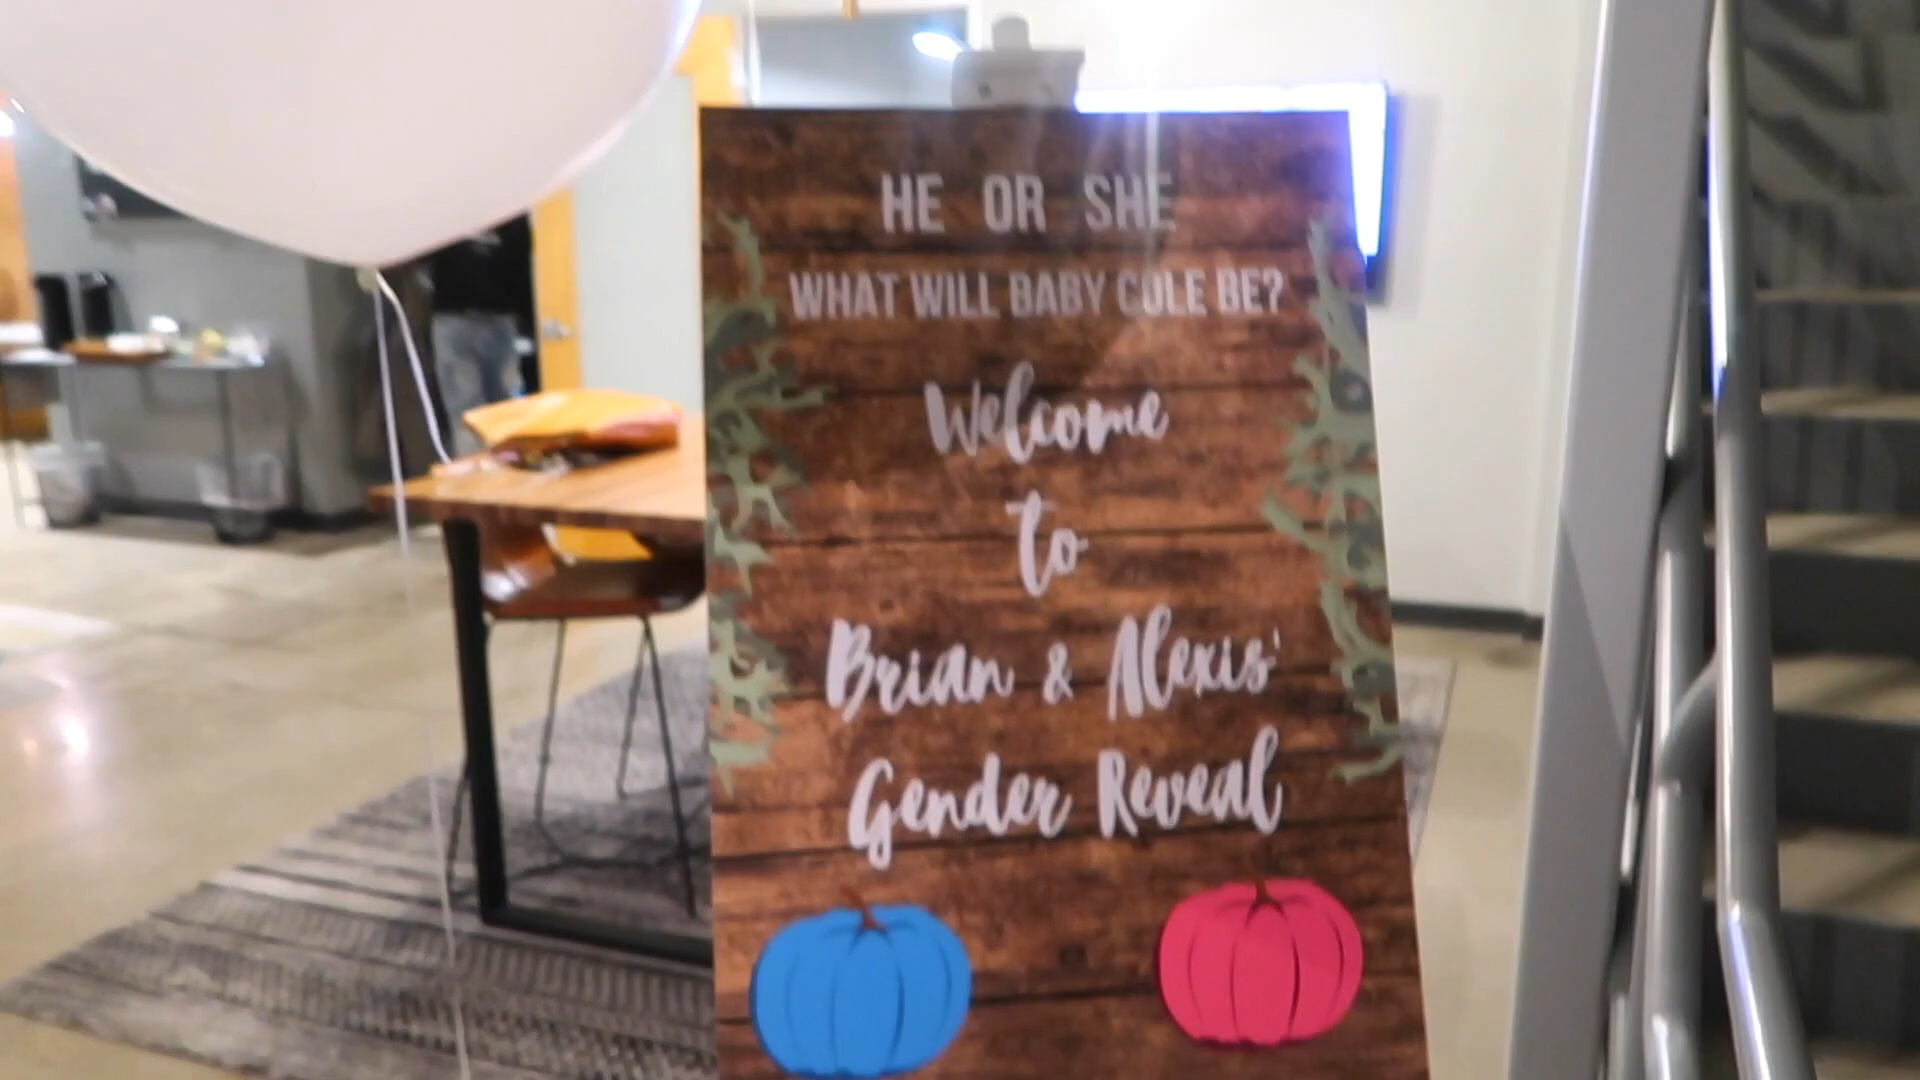 HE OR SHE
WHAT WILL BABY COLE BE?
Welcome
to
Brian & Alexis'
Gender Reveal